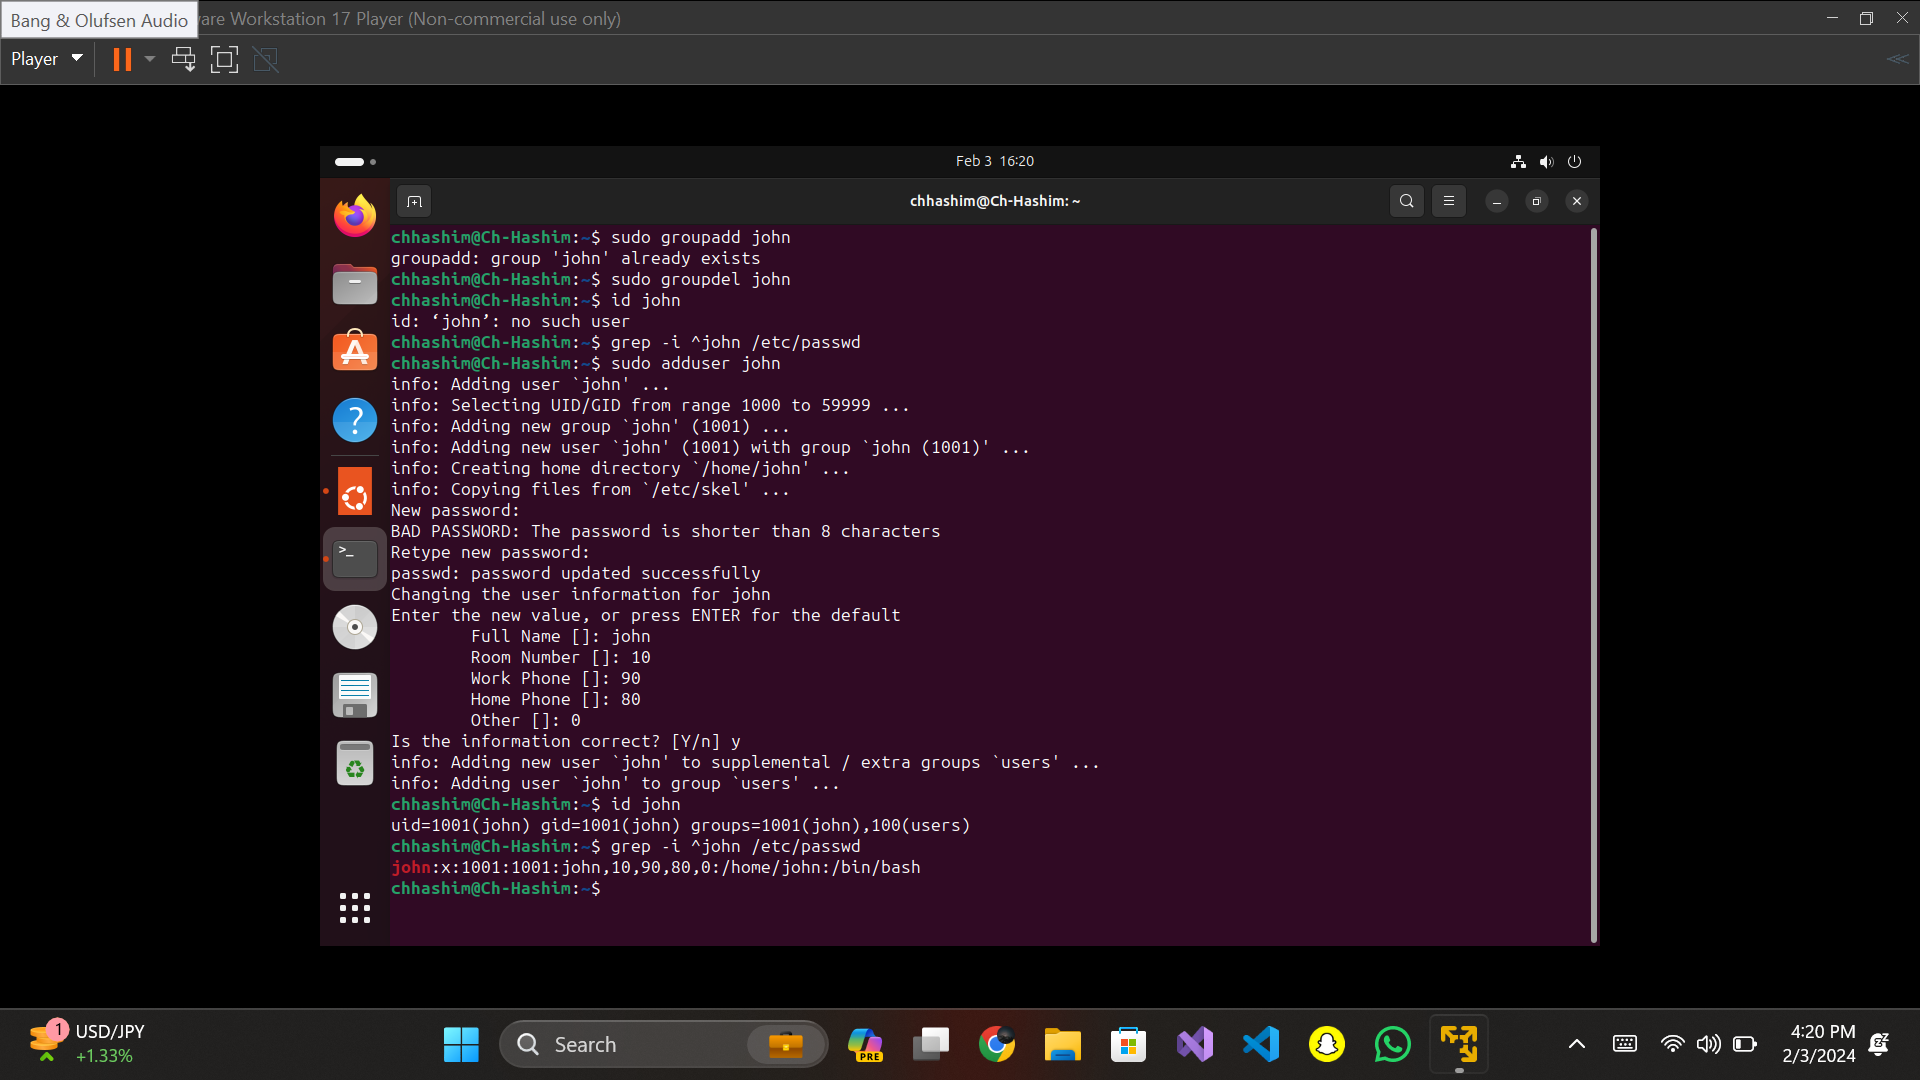 Bang & Olufsen Audio
ware Workstation 17 Player (Non-commercial use only)
Player
Feb 3 16:20
chhashim@Ch-Hashim: ~
chhashim@Ch-Hashim:~$ sudo groupadd john
groupadd: group 'john' already exists
chhashim@Ch-Hashim:~$ sudo groupdel john
chhashim@Ch-Hashim:~$ id john
id: ‘john’: no such user
chhashim@Ch-Hashim:~$ grep -i ^john /etc/passwd
chhashim@Ch-Hashim:~$ sudo adduser john
info: Adding user `john' ...
info: Selecting UID/GID from range 1000 to 59999 ...
info: Adding new group `john' (1001) ...
info: Adding new user `john' (1001) with group `john (1001)' ...
info: Creating home directory `/home/john' ...
info: Copying files from `/etc/skel' ...
New password:
BAD PASSWORD: The password is shorter than 8 characters
Retype new password:
passwd: password updated successfully
Changing the user information for john
Enter the new value, or press ENTER for the default
Full Name []: john
Room Number []: 10
Work Phone []: 90
Home Phone []: 80
Other []: 0
Is the information correct? [Y/n] y
info: Adding new user `john' to supplemental / extra groups `users' ...
info: Adding user `john' to group `users' ...
chhashim@Ch-Hashim:~$ id john
uid=1001(john) gid=1001(john) groups=1001(john),100(users)
chhashim@Ch-Hashim:~$ grep -i ^john /etc/passwd
john:x:1001:1001:john,10,90,80,0:/home/john:/bin/bash
chhashim@Ch-Hashim:~$
1
USD/JPY
+1.33%
Search
PRE
4:20 PM
2/3/2024